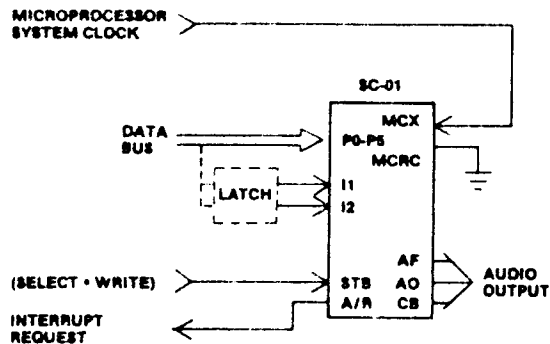 MICROPROCESSOR
SYSTEM CLOCK
SC-01
MCX
DATA
BUS
P0-P5
MCRC
LATCH
I1
I2
AF
(SELECT • WRITE)
STB
AO
AUDIO
OUTPUT
A/R
CB
INTERRUPT
REQUEST